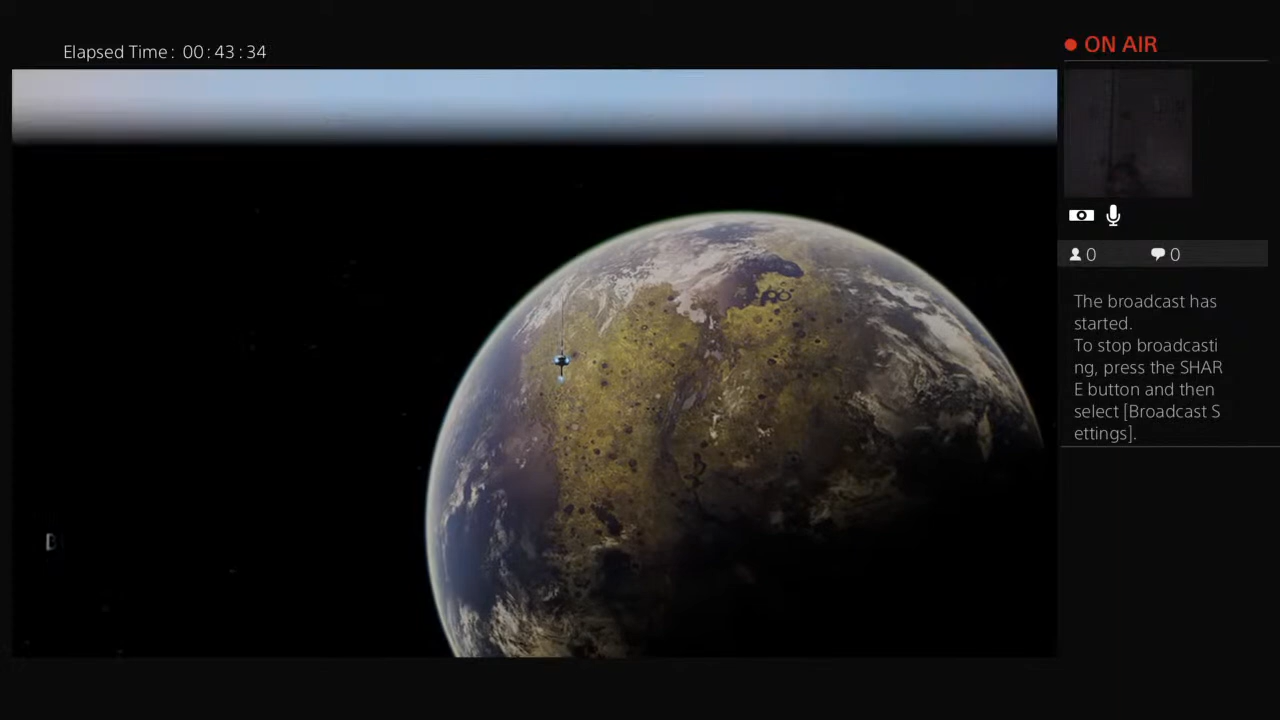 Elapsed Time: 00:43:34
ON AIR
0
0
The broadcast has
started.
To stop broadcasti
ng, press the SHAR
E button and then
select [Broadcast S
ettings].
B